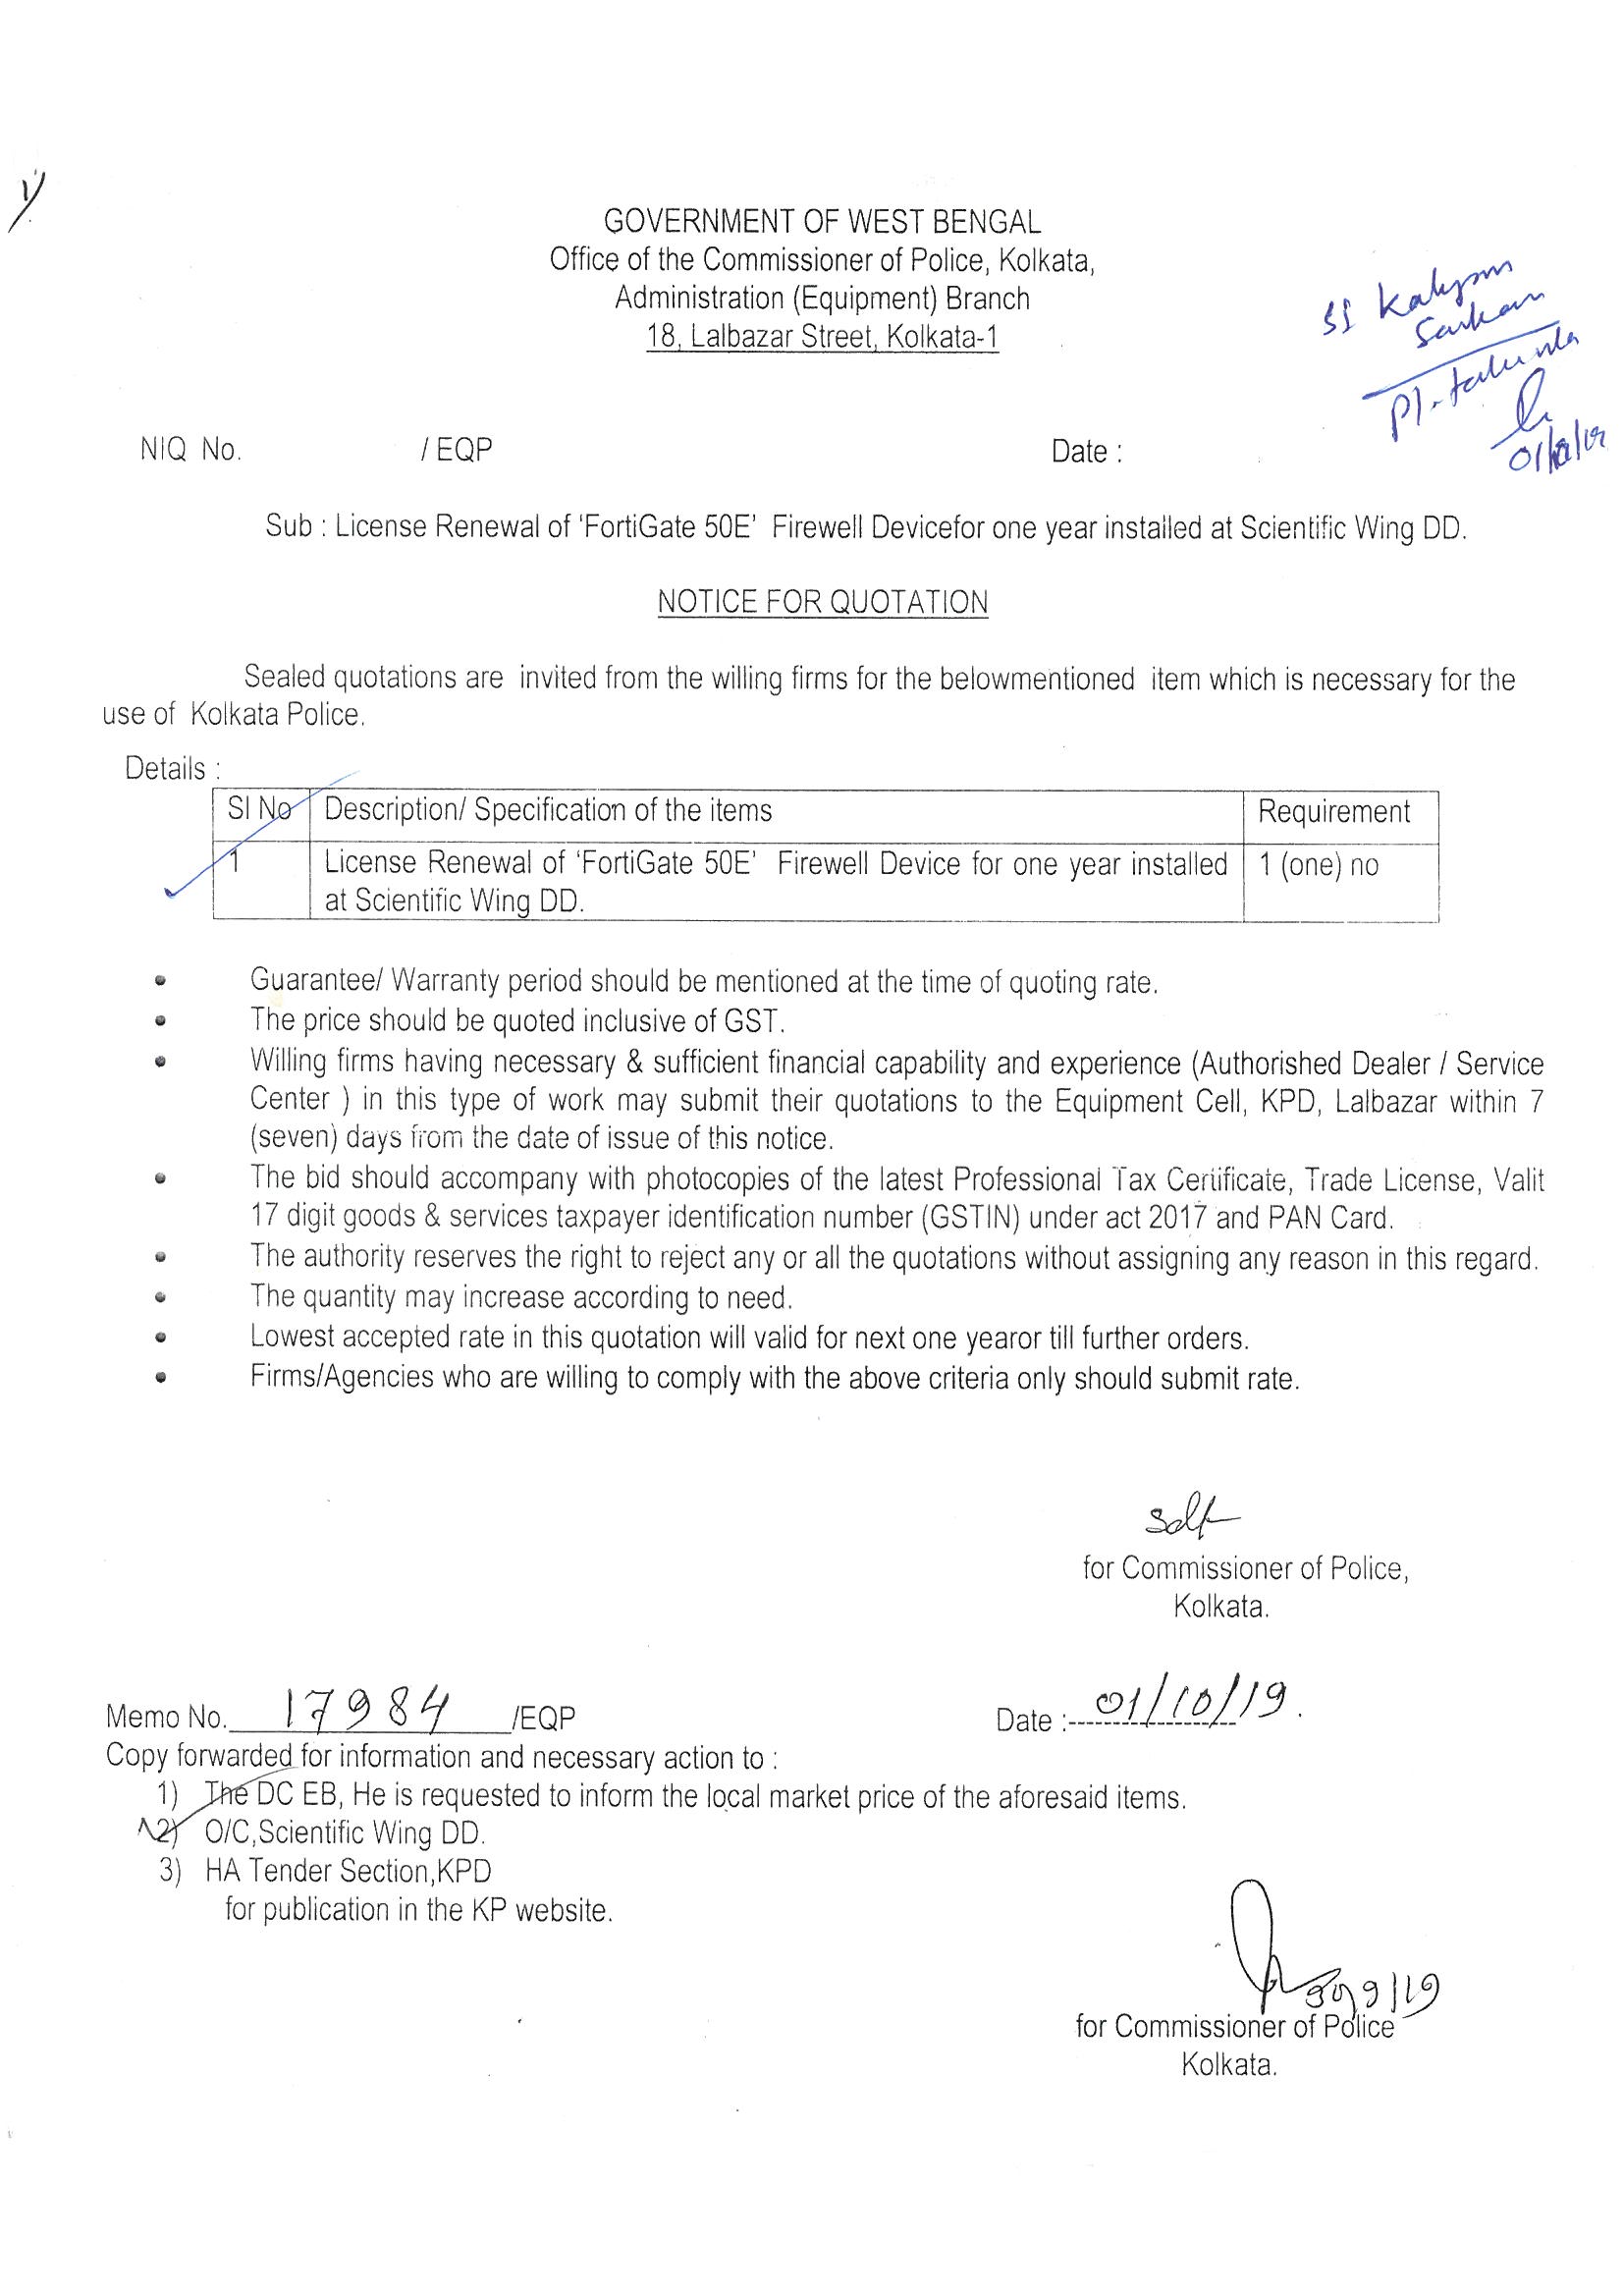 GOVERNMENT OF WEST BENGAL
Office of the Commissioner of Police, Kolkata,
Administration (Equipment) Branch
18, Lalbazar Street, Kolkata-1
SI Kalyan
Sarkar
01/10/19
NIQ No. / EQP Date :
Sub : License Renewal of 'FortiGate 50E' Firewell Devicefor one year installed at Scientific Wing DD.
NOTICE FOR QUOTATION
Sealed quotations are invited from the willing firms for the belowmentioned item which is necessary for the
use of Kolkata Police.
Details :
Sl No Description/ Specification of the items Requirement
1 License Renewal of 'FortiGate 50E' Firewell Device for one year installed 1 (one) no
at Scientific Wing DD.
• Guarantee/ Warranty period should be mentioned at the time of quoting rate.
• The price should be quoted inclusive of GST.
• Willing firms having necessary & sufficient financial capability and experience (Authorished Dealer / Service
Center ) in this type of work may submit their quotations to the Equipment Cell, KPD, Lalbazar within 7
(seven) days from the date of issue of this notice.
• The bid should accompany with photocopies of the latest Professional Tax Certificate, Trade License, Valit
17 digit goods & services taxpayer identification number (GSTIN) under act 2017 and PAN Card.
• The authority reserves the right to reject any or all the quotations without assigning any reason in this regard.
• The quantity may increase according to need.
• Lowest accepted rate in this quotation will valid for next one yearor till further orders.
• Firms/Agencies who are willing to comply with the above criteria only should submit rate.
Sd/-
for Commissioner of Police,
Kolkata.
Memo No. 17984 /EQP Date : 01/10/19.
Copy forwarded for information and necessary action to :
1) The DC EB, He is requested to inform the local market price of the aforesaid items.
2) O/C,Scientific Wing DD.
3) HA Tender Section,KPD
for publication in the KP website.
30/9/19
for Commissioner of Police
Kolkata.